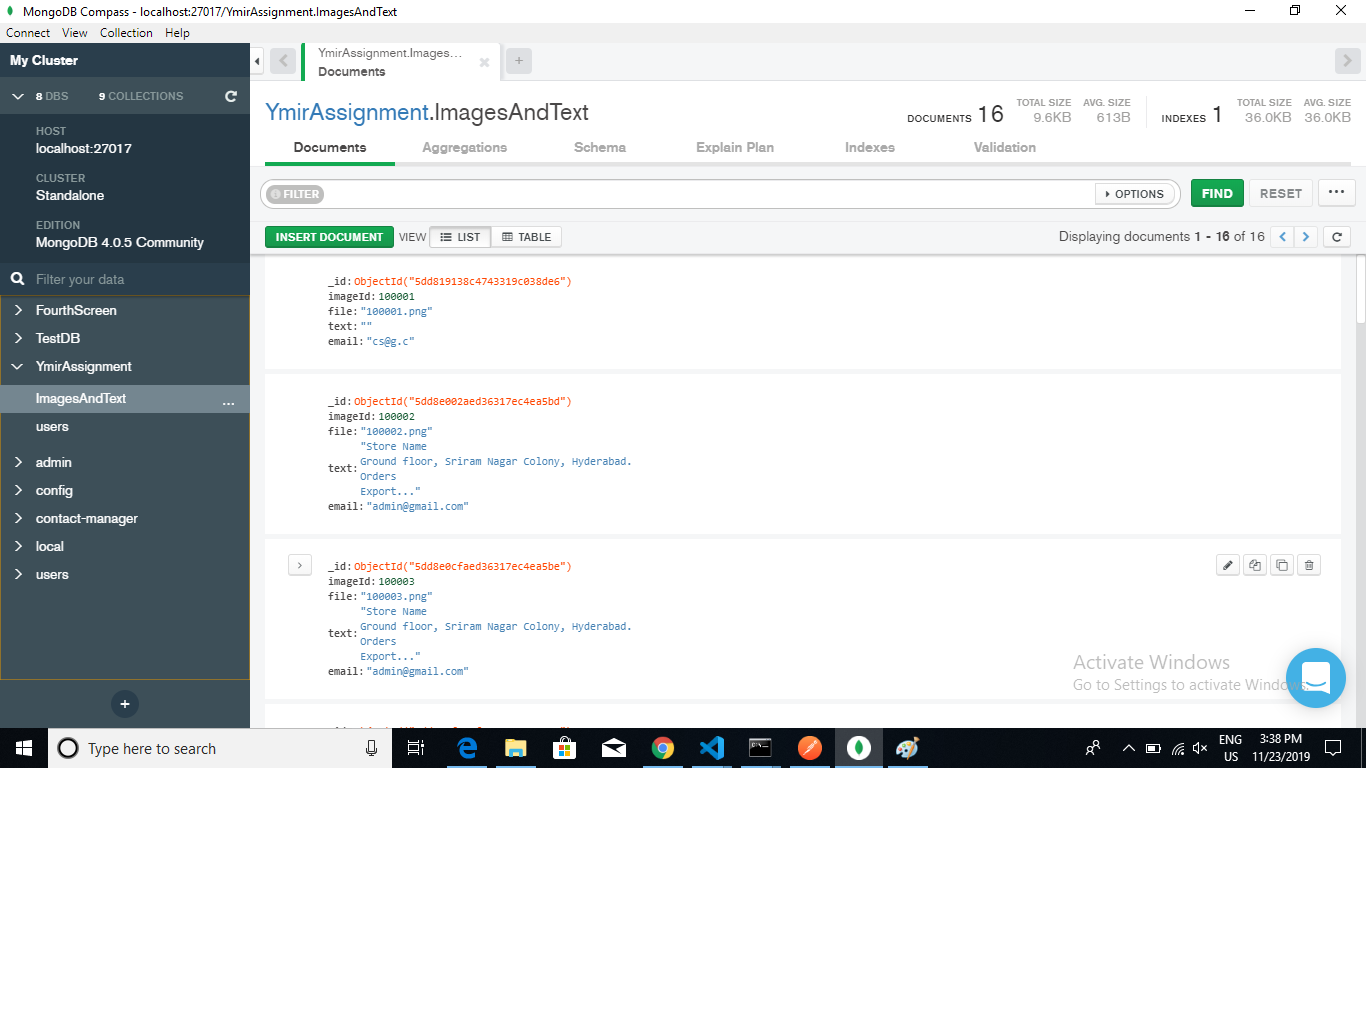 MongoDB Compass - localhost:27017/YmirAssignment.ImagesAndText
Connect View Collection Help
My Cluster
8 DBS 9 COLLECTIONS
HOST
localhost:27017
CLUSTER
Standalone
EDITION
MongoDB 4.0.5 Community
Filter your data
FourthScreen
TestDB
YmirAssignment
ImagesAndText ...
users
admin
config
contact-manager
local
users
+
YmirAssignment.Images...
Documents
+
YmirAssignment.ImagesAndText
DOCUMENTS 16
TOTAL SIZE
9.6KB
AVG. SIZE
613B
INDEXES 1
TOTAL SIZE
36.0KB
AVG. SIZE
36.0KB
Documents Aggregations Schema Explain Plan Indexes Validation
FILTER OPTIONS FIND RESET ...
INSERT DOCUMENT VIEW LIST TABLE Displaying documents 1 - 16 of 16
_id: ObjectId("5dd819138c4743319c038de6")
imageId: 100001
file: "100001.png"
text: ""
email: "cs@g.c"
_id: ObjectId("5dd8e002aed36317ec4ea5bd")
imageId: 100002
file: "100002.png"
"Store Name
Ground floor, Sriram Nagar Colony, Hyderabad.
text:
Orders
Export..."
email: "admin@gmail.com"
_id: ObjectId("5dd8e0cfaed36317ec4ea5be")
imageId: 100003
file: "100003.png"
"Store Name
Ground floor, Sriram Nagar Colony, Hyderabad.
text:
Orders
Export..."
email: "admin@gmail.com"
Activate Windows
Go to Settings to activate Windows.
Type here to search
ENG
US
3:38 PM
11/23/2019